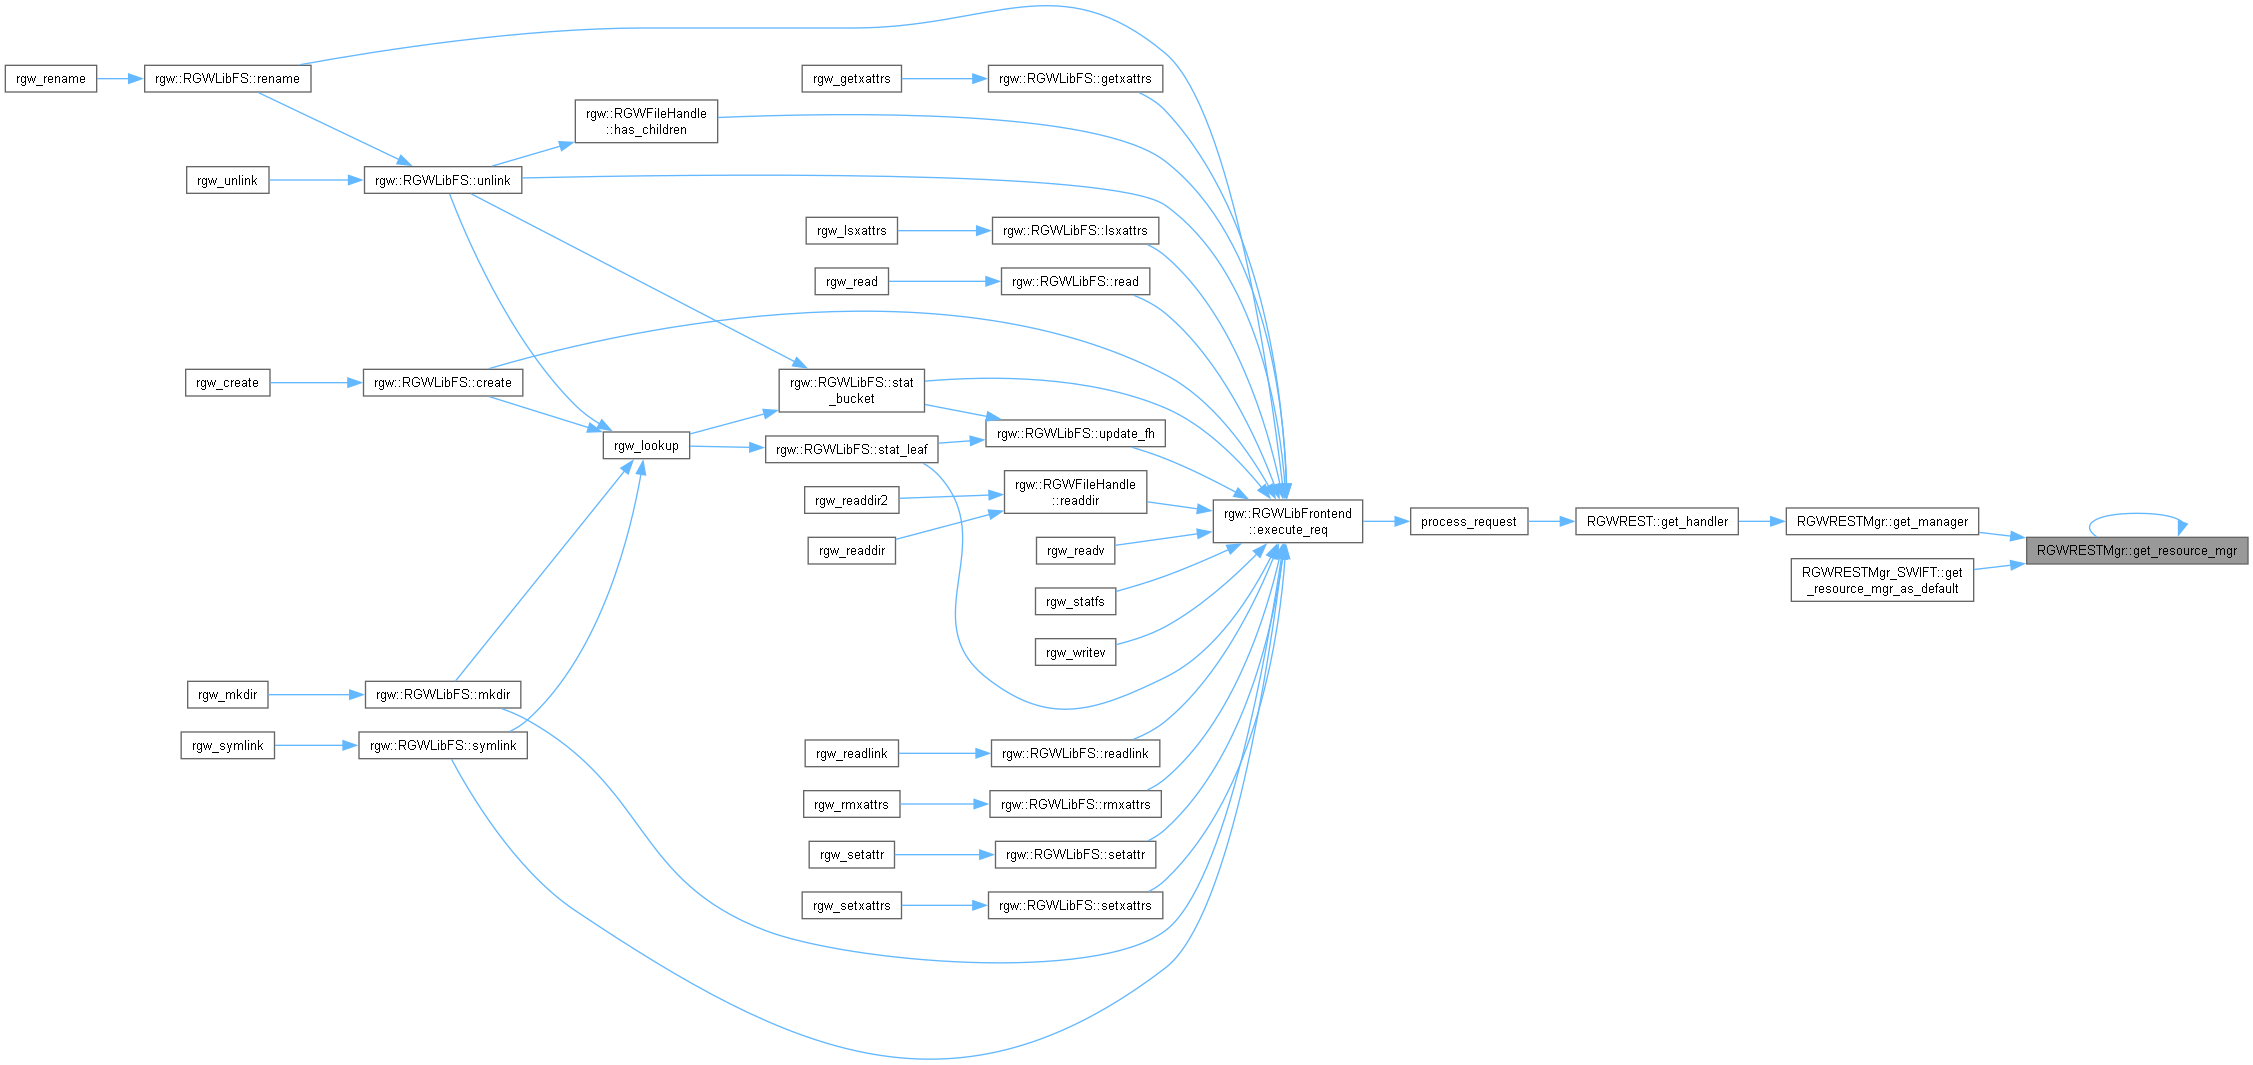 rgw_rename
rgw::RGWLibFS::rename
rgw_getxattrs
rgw::RGWLibFS::getxattrs
rgw::RGWFileHandle
::has_children
rgw_unlink
rgw::RGWLibFS::unlink
rgw_lsxattrs
rgw::RGWLibFS::lsxattrs
rgw_read
rgw::RGWLibFS::read
rgw_create
rgw::RGWLibFS::create
rgw::RGWLibFS::stat
_bucket
rgw::RGWLibFS::update_fh
rgw_lookup
rgw::RGWLibFS::stat_leaf
rgw_readdir2
rgw::RGWFileHandle
::readdir
rgw_readdir
rgw::RGWLibFrontend
::execute_req
process_request
RGWREST::get_handler
RGWRESTMgr::get_manager
RGWRESTMgr::get_resource_mgr
rgw_readv
RGWRESTMgr_SWIFT::get
_resource_mgr_as_default
rgw_statfs
rgw_writev
rgw_mkdir
rgw::RGWLibFS::mkdir
rgw_symlink
rgw::RGWLibFS::symlink
rgw_readlink
rgw::RGWLibFS::readlink
rgw_rmxattrs
rgw::RGWLibFS::rmxattrs
rgw_setattr
rgw::RGWLibFS::setattr
rgw_setxattrs
rgw::RGWLibFS::setxattrs